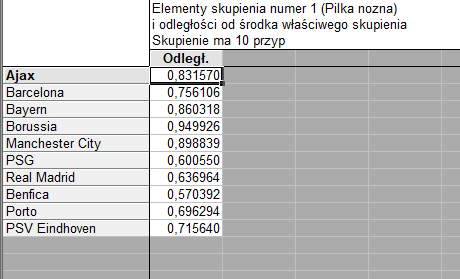 Elementy skupienia numer 1 (Pilka nozna)
i odległości od środka właściwego skupienia
Skupienie ma 10 przyp
Odległ.
Ajax 0,831570
Barcelona 0,756106
Bayern 0,860318
Borussia 0,949926
Manchester City 0,898839
PSG 0,600550
Real Madrid 0,636964
Benfica 0,570392
Porto 0,696294
PSV Eindhoven 0,715640